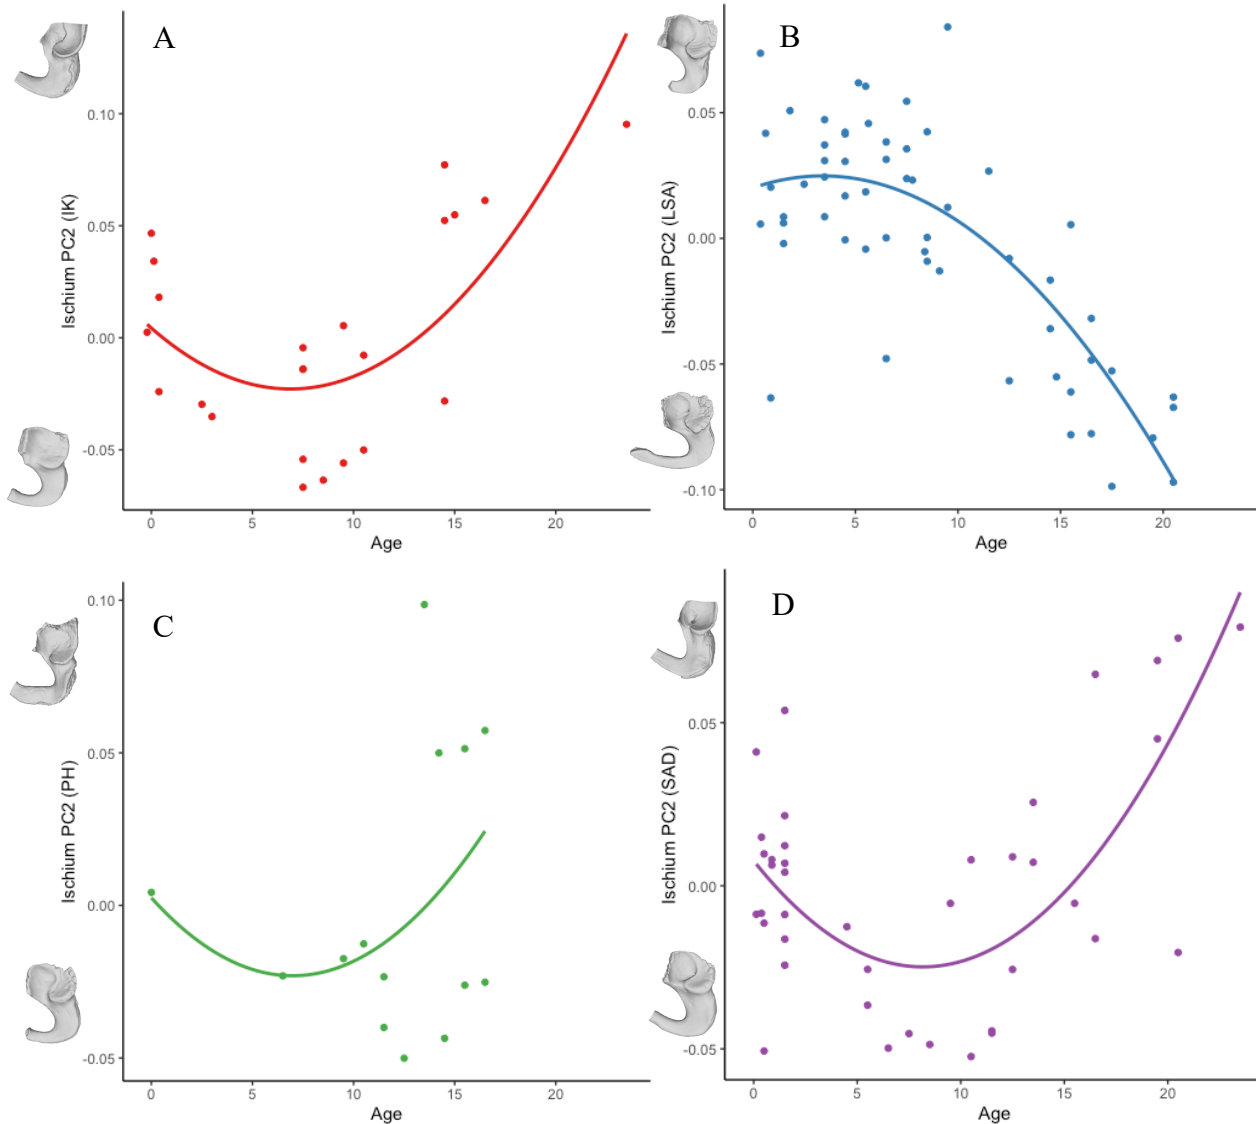 A
Ischium PC2 (IK)
0.10
0.05
0.00
-0.05
0 5 10 15 20
Age
B
Ischium PC2 (LSA)
0.05
0.00
-0.05
-0.10
0 5 10 15 20
Age
C
Ischium PC2 (PH)
0.10
0.05
0.00
-0.05
0 5 10 15 20
Age
D
Ischium PC2 (SAD)
0.05
0.00
-0.05
0 5 10 15 20
Age